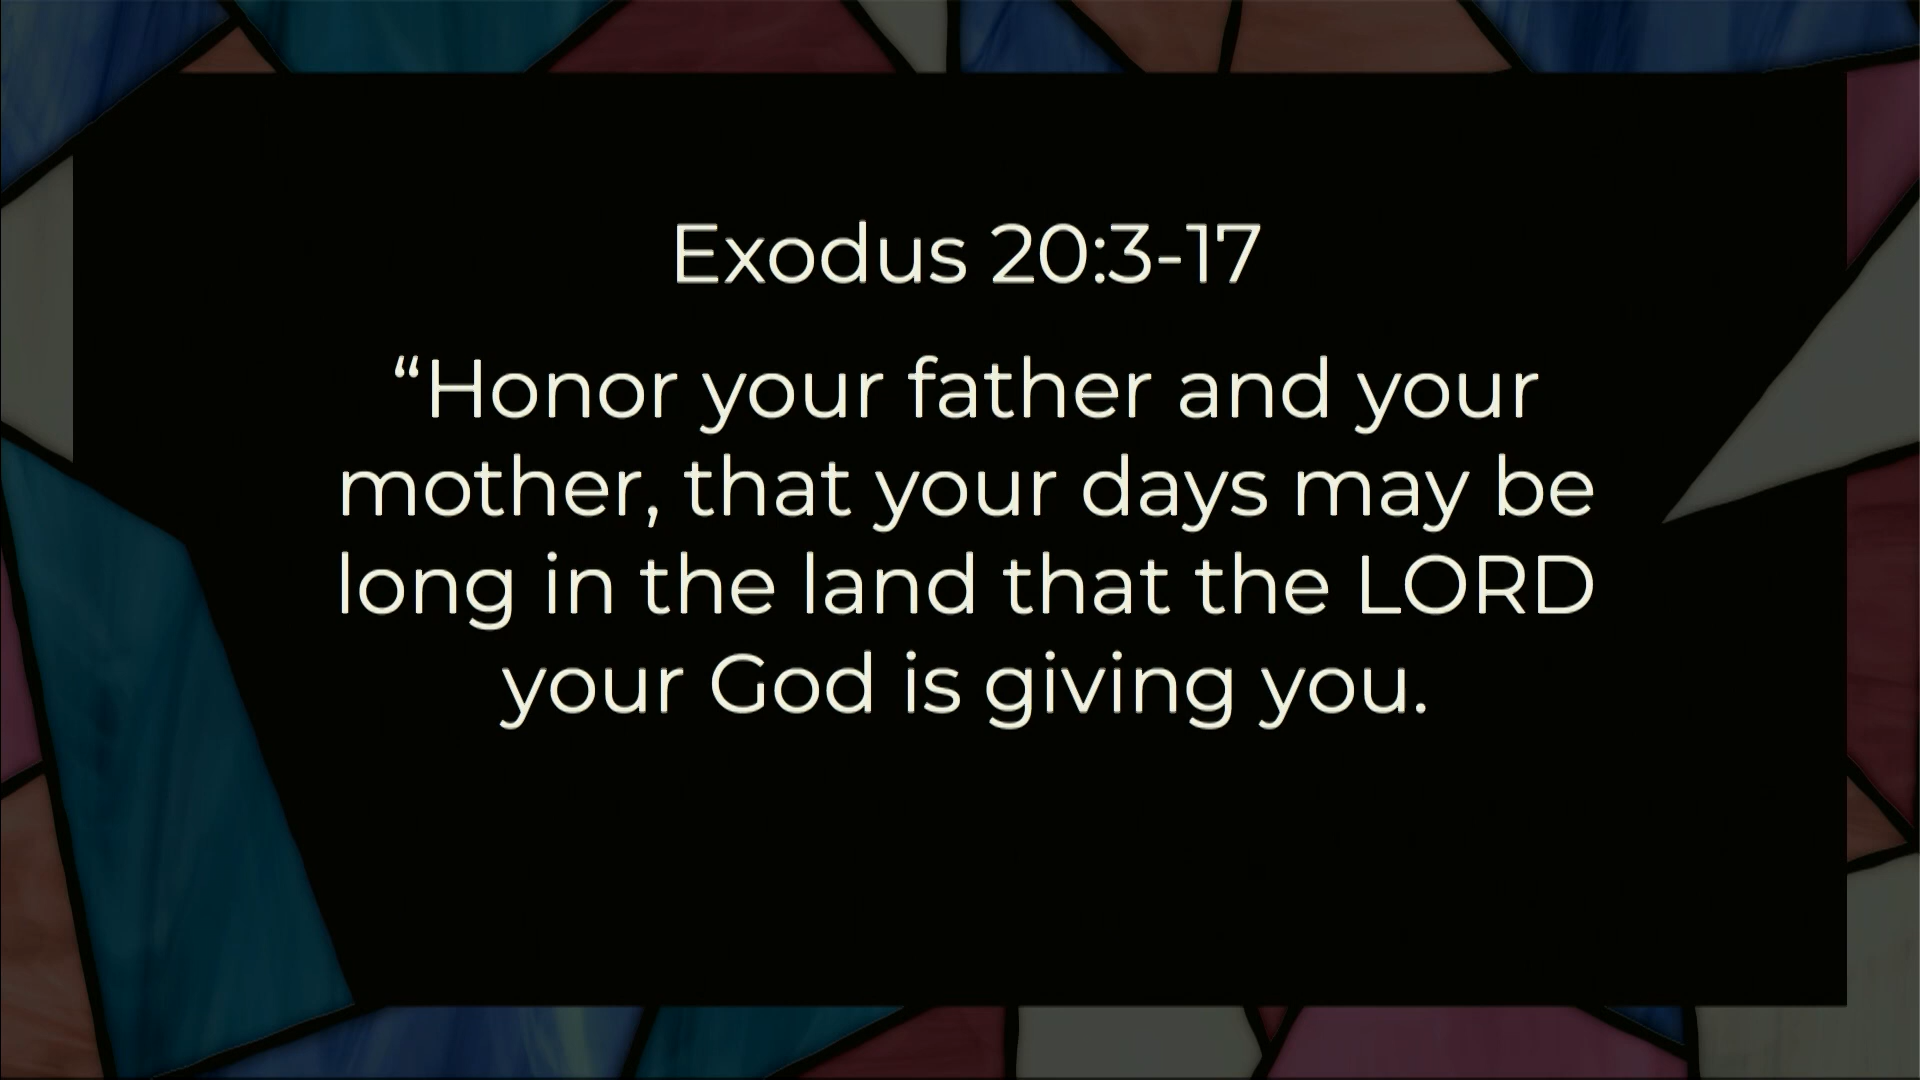 Exodus 20:3-17
“Honor your father and your
mother, that your days may be
long in the land that the LORD
your God is giving you.